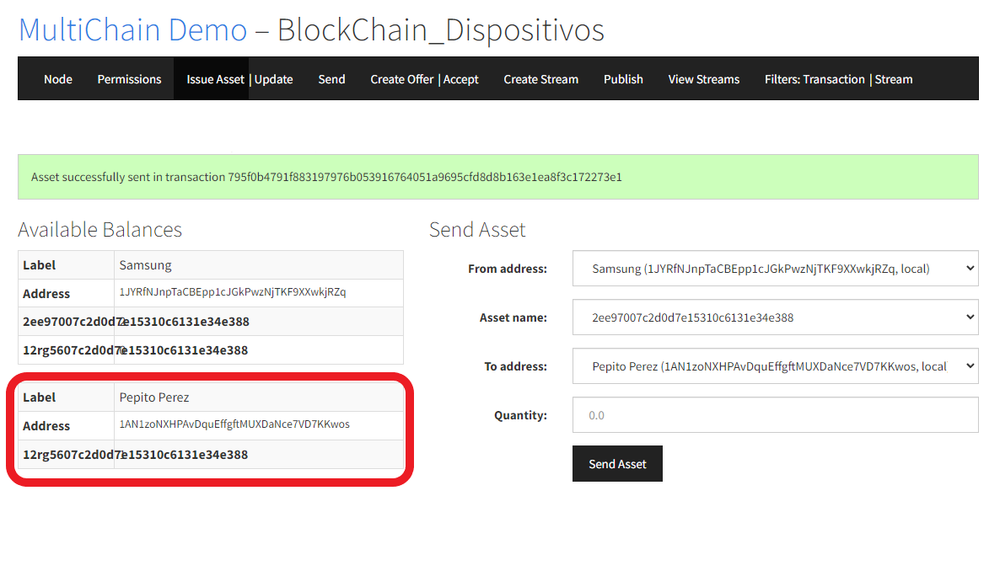 MultiChain Demo – BlockChain_Dispositivos
Node Permissions Issue Asset | Update Send Create Offer | Accept Create Stream Publish View Streams Filters: Transaction | Stream
Asset successfully sent in transaction 795f0b4791f883197976b053916764051a9695cfd8d8b163e1ea8f3c172273e1
Available Balances
Label Samsung
Address 1JYRfNJnpTaCBEpp1cJGkPwzNjTKF9XXwkjRZq
2ee97007c2d0d7e15310c6131e34e388
12rg5607c2d0d7e15310c6131e34e388
Label Pepito Perez
Address 1AN1zoNXHPAvDquEffgftMUXDaNce7VD7KKwos
12rg5607c2d0d7e15310c6131e34e388
Send Asset
From address: Samsung (1JYRfNJnpTaCBEpp1cJGkPwzNjTKF9XXwkjRZq, local)
Asset name: 2ee97007c2d0d7e15310c6131e34e388
To address: Pepito Perez (1AN1zoNXHPAvDquEffgftMUXDaNce7VD7KKwos, local
Quantity: 0.0
Send Asset